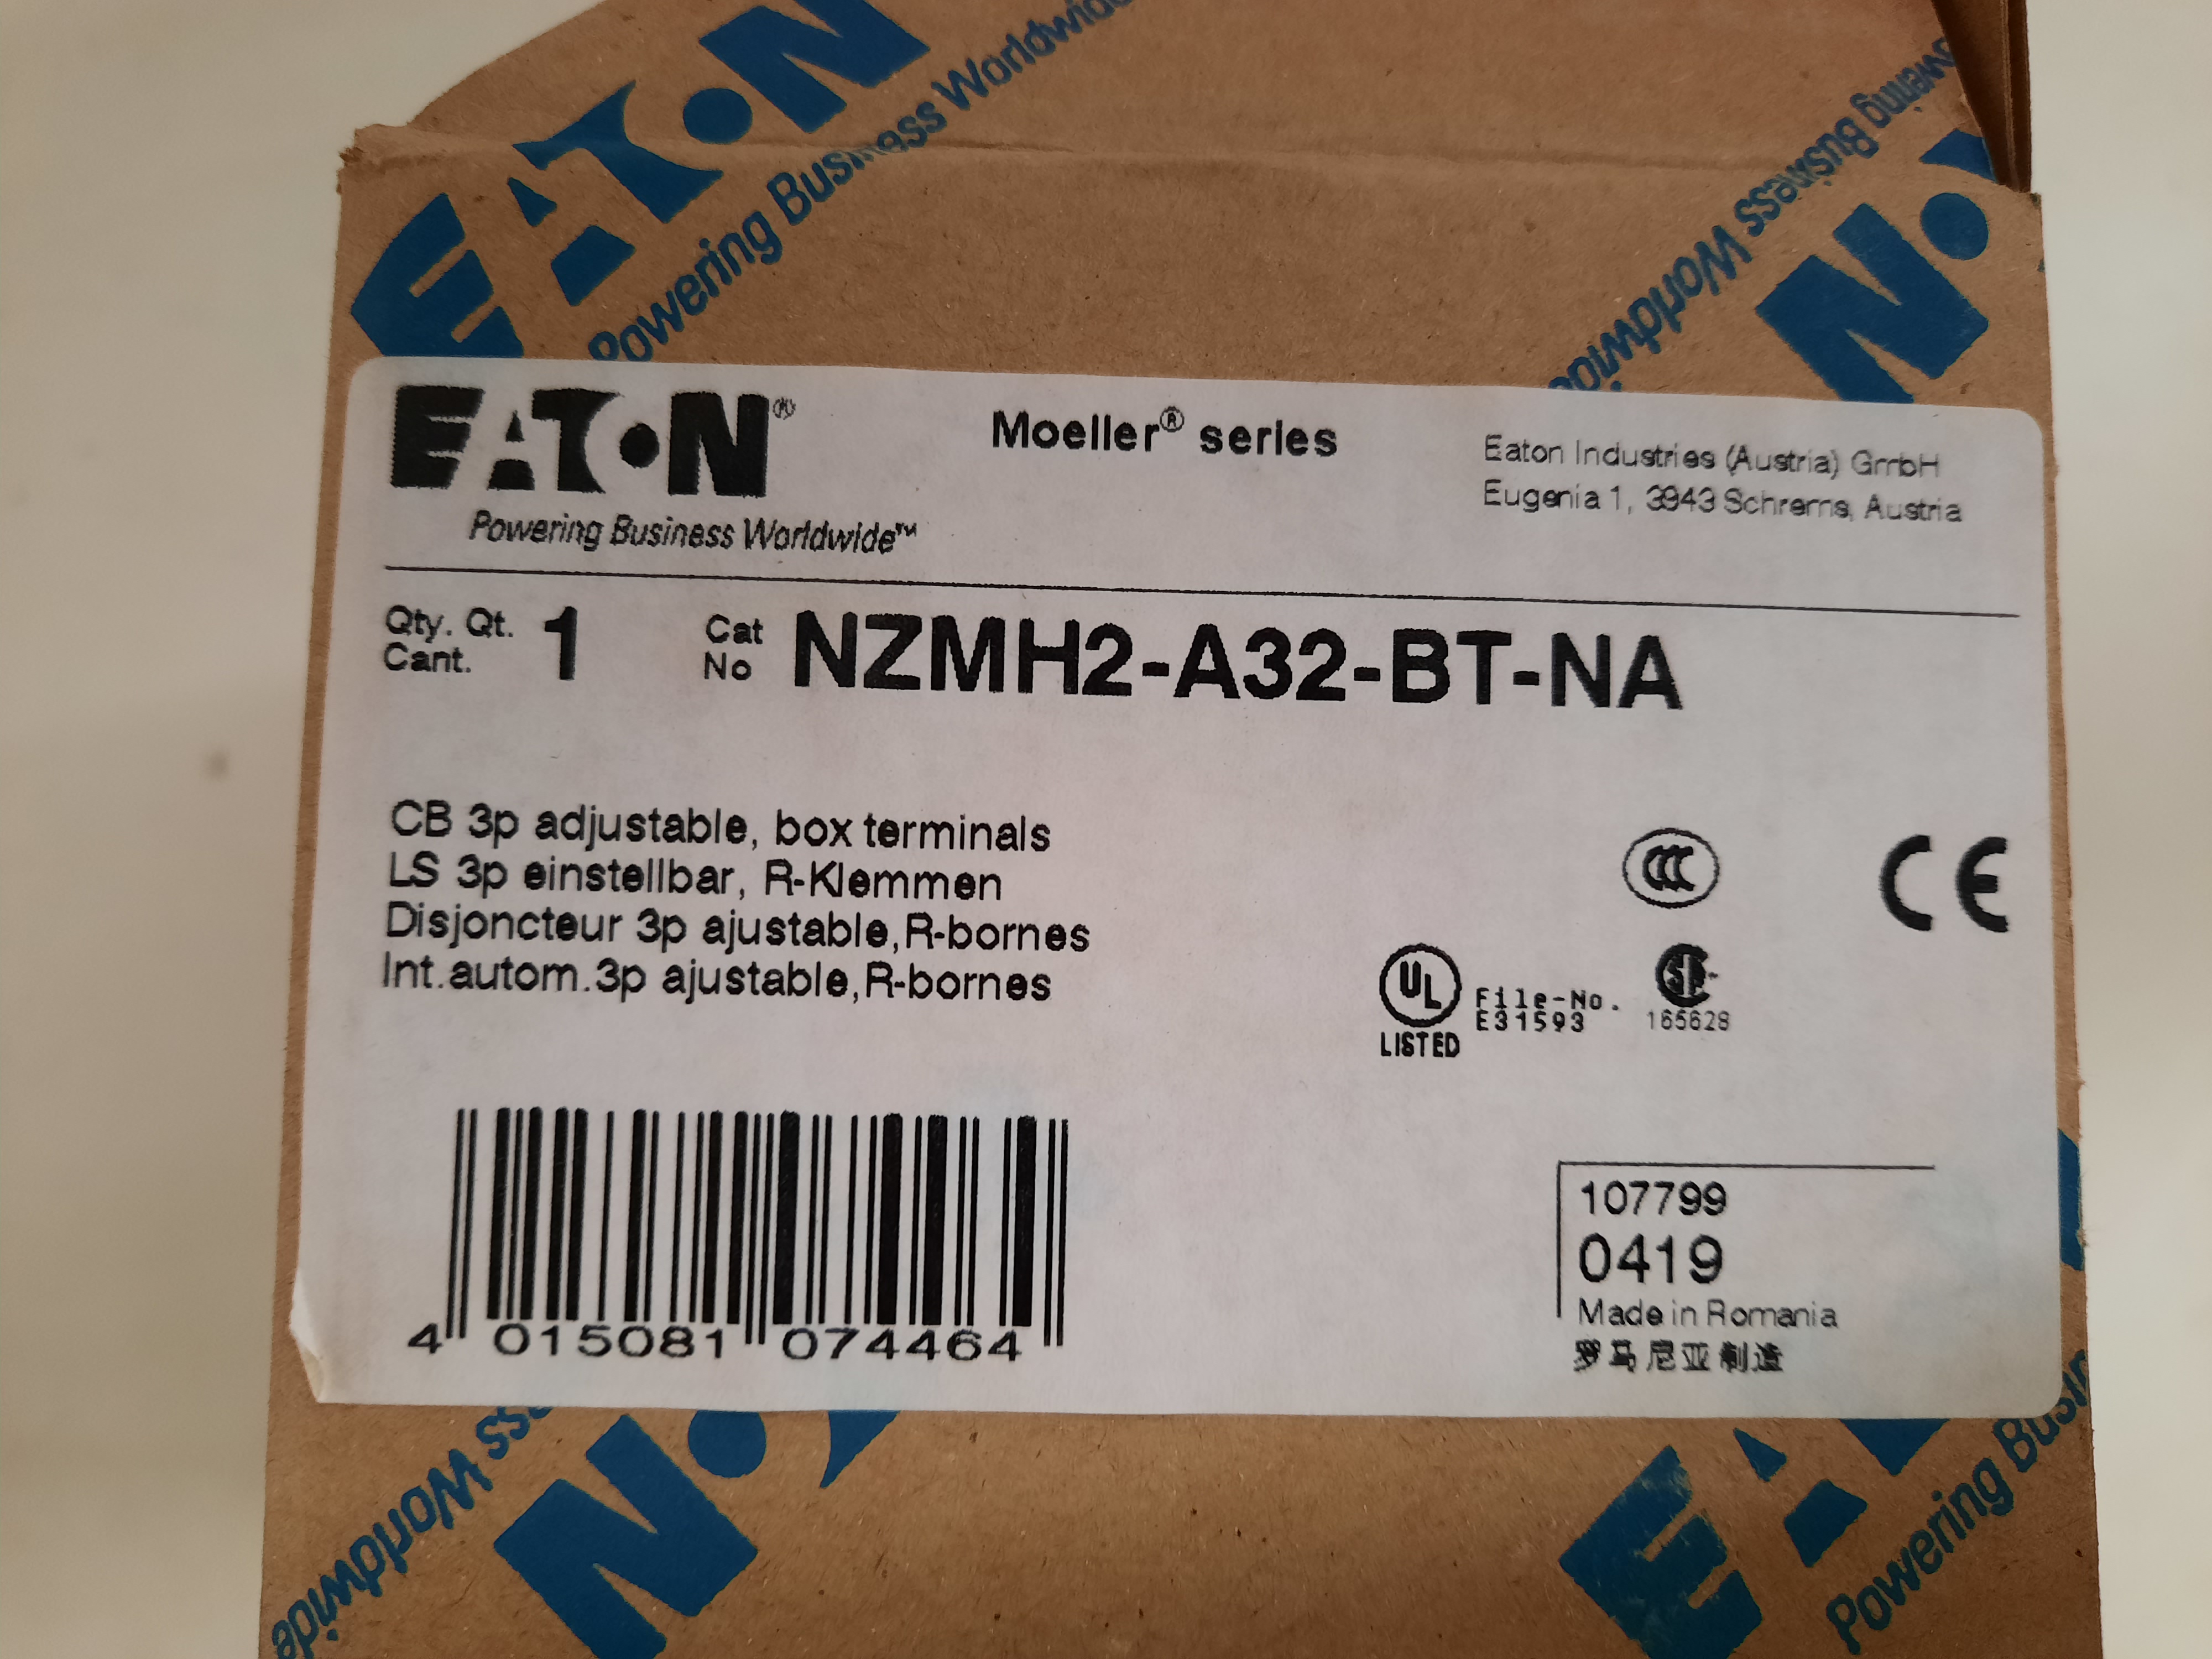 EATON
Powering Business Worldwide
Powering Business Worldwide
EATON®
Powering Business Worldwide™
Moeller® series
Eaton Industries (Austria) GmbH
Eugenia 1, 3943 Schrems, Austria
Qty. Qt.
Cant.
1
Cat
No
NZMH2-A32-BT-NA
CB 3p adjustable, box terminals
LS 3p einstellbar, R-Klemmen
Disjoncteur 3p ajustable,R-bornes
Int.autom.3p ajustable,R-bornes
CCC
CE
UL
LISTED
File-No.
E31593
SP
165628
4 015081 074464
107799
0419
Made in Romania
罗马尼亚制造
Worldwide
Powering